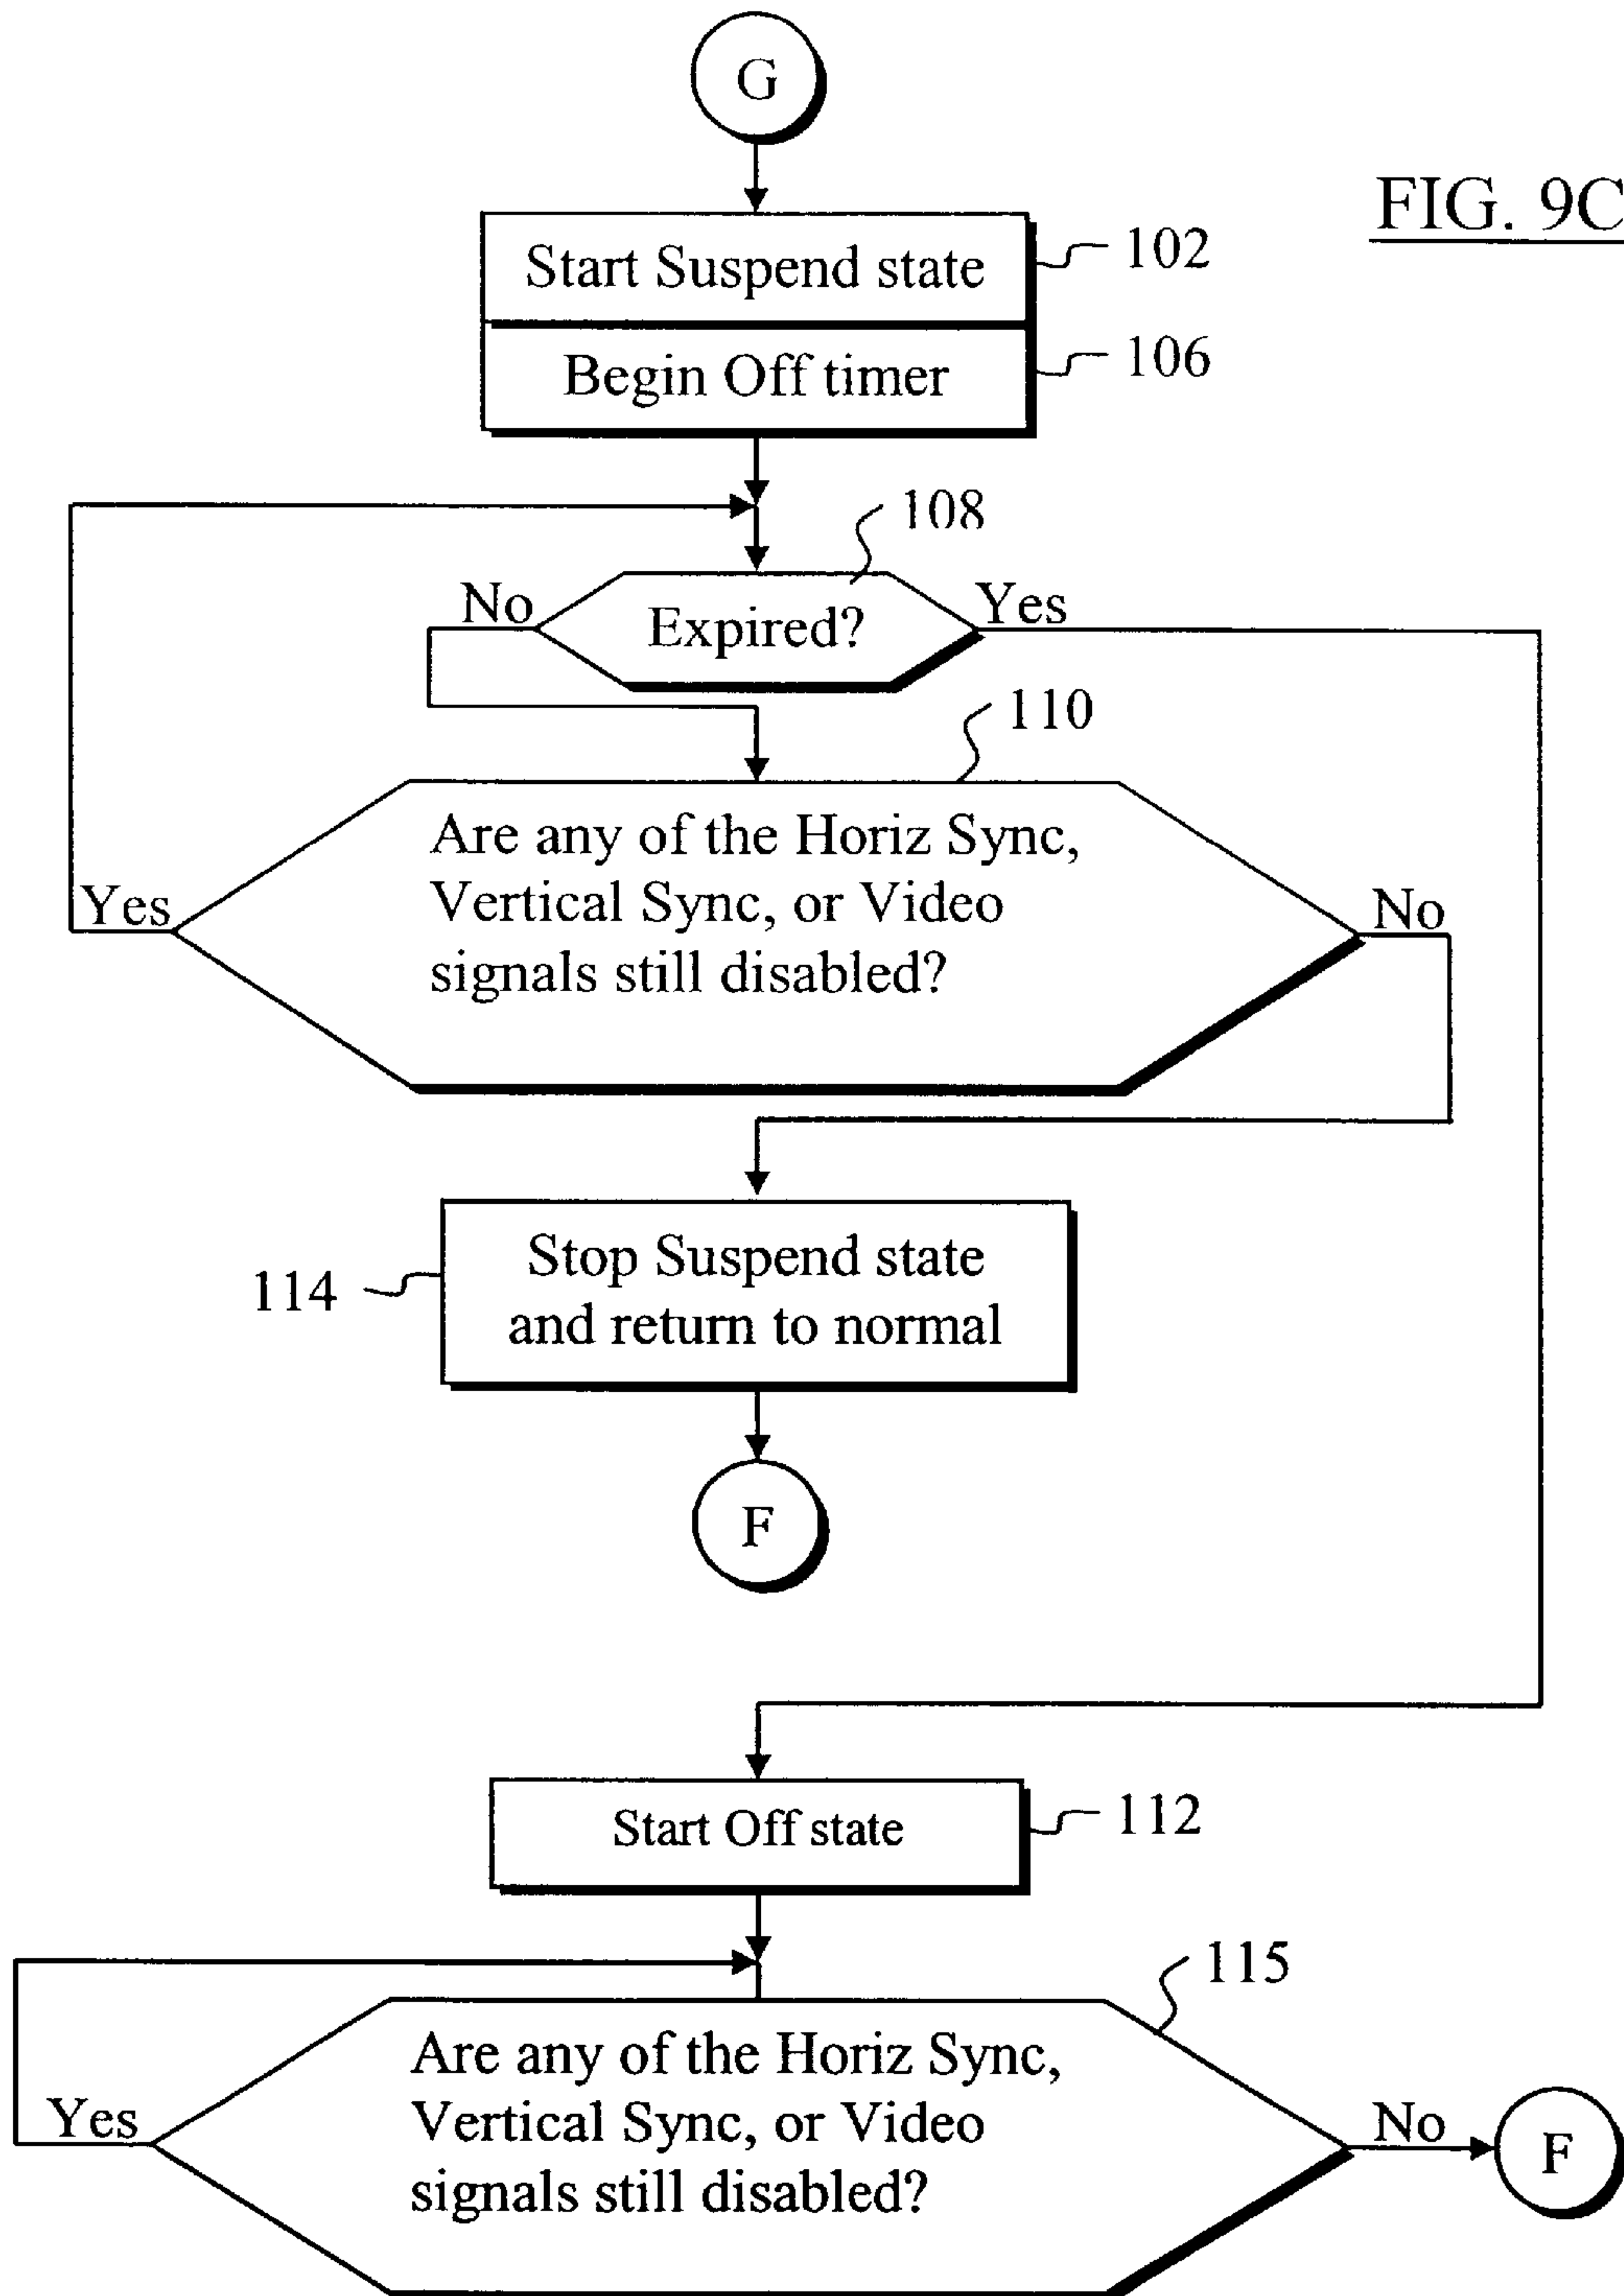 G
FIG. 9C
Start Suspend state
102
Begin Off timer
106
108
No
Expired?
Yes
110
Are any of the Horiz Sync,
Vertical Sync, or Video
signals still disabled?
Yes
No
Stop Suspend state
and return to normal
114
F
Start Off state
112
115
Are any of the Horiz Sync,
Vertical Sync, or Video
signals still disabled?
Yes
No
F